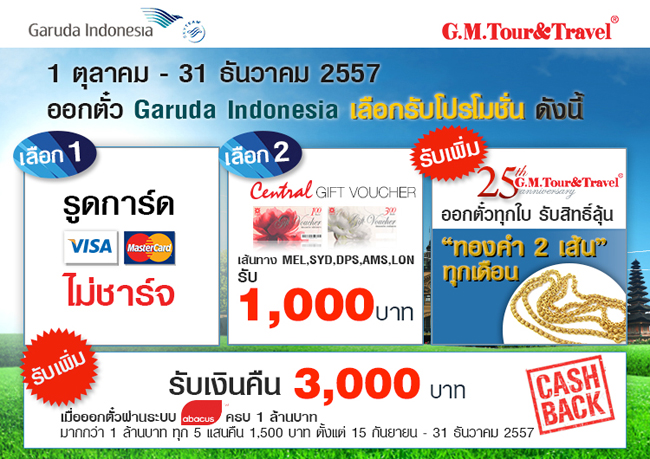 Garuda Indonesia
G.M.Tour&Travel®
1 ตุลาคม - 31 ธันวาคม 2557
ออกตั๋ว Garuda Indonesia เลือกรับโปรโมชั่น ดังนี้
เลือก 1
รูดการ์ด
VISA MasterCard
ไม่ชาร์จ
เลือก 2
Central GIFT VOUCHER
เส้นทาง MEL,SYD,DPS,AMS,LON
รับ
1,000 บาท
รับเพิ่ม
25th G.M.Tour&Travel®
anniversary
ออกตั๋วทุกใบ รับสิทธิ์ลุ้น
“ทองคำ 2 เส้น”
ทุกเดือน
รับเพิ่ม
รับเงินคืน 3,000 บาท
เมื่อออกตั๋วผ่านระบบ abacus ครบ 1 ล้านบาท
มากกว่า 1 ล้านบาท ทุก 5 แสนคืน 1,500 บาท ตั้งแต่ 15 กันยายน - 31 ธันวาคม 2557
CASH
BACK